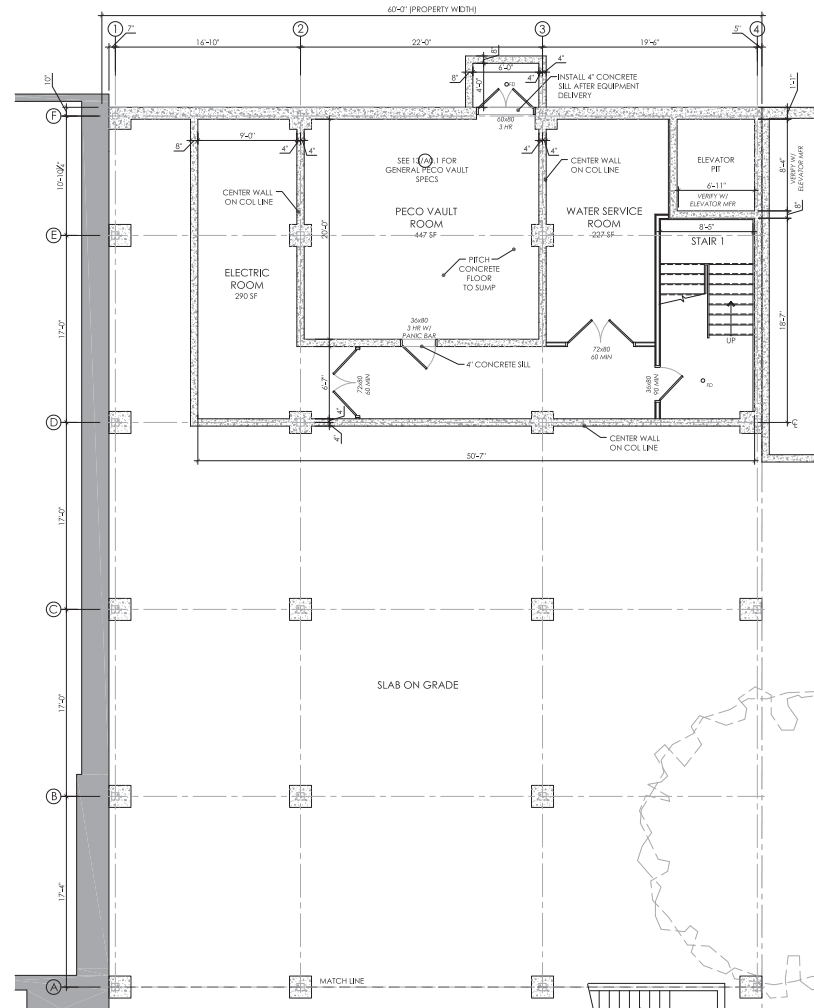 60'-0" (PROPERTY WIDTH)
1
7"
2
3
5"
4
16'-10"
22'-0"
19'-6"
8"
4"
6'-0"
8"
4"
4'-0"
FD
INSTALL 4" CONCRETE
SILL AFTER EQUIPMENT
DELIVERY
10"
1'-1"
F
60x80
3 HR
9'-0"
8"
4"
4"
4"
4"
SEE 13/A0.1 FOR
GENERAL PECO VAULT
SPECS
CENTER WALL
ON COL LINE
ELEVATOR
PIT
8'-4"
VERIFY W/
ELEVATOR MFR
10'-10½"
6'-11"
VERIFY W/
ELEVATOR MFR
CENTER WALL
ON COL LINE
PECO VAULT
ROOM
447 SF
WATER SERVICE
ROOM
227 SF
8"
20'-0"
8'-5"
STAIR 1
E
ELECTRIC
ROOM
290 SF
PITCH
CONCRETE
FLOOR
TO SUMP
17'-0"
18'-7"
36x80
3 HR W/
PANIC BAR
UP
72x80
60 MIN
4" CONCRETE SILL
6'-7"
72x80
60 MIN
36x80
90 MIN
FD
4"
4"
D
CENTER WALL
ON COL LINE
50'-7"
17'-0"
C
SLAB ON GRADE
17'-0"
B
17'-4"
MATCH LINE
A